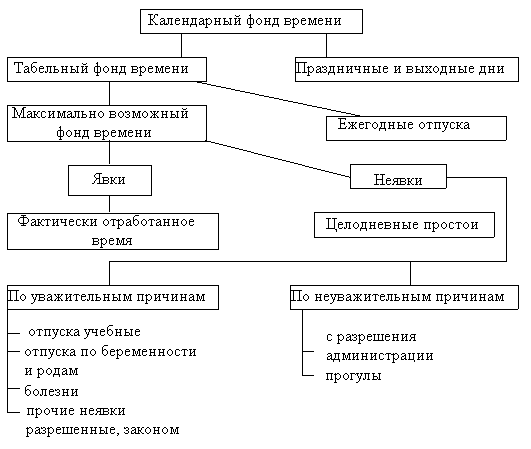 Календарный фонд времени
Табельный фонд времени
Праздничные и выходные дни
Максимально возможный
фонд времени
Ежегодные отпуска
Явки
Неявки
Фактически отработанное
время
Целодневные простои
По уважительным причинам
По неуважительным причинам
отпуска учебные
отпуска по беременности
и родам
болезни
прочие неявки
разрешенные, законом
с разрешения
администрации
прогулы